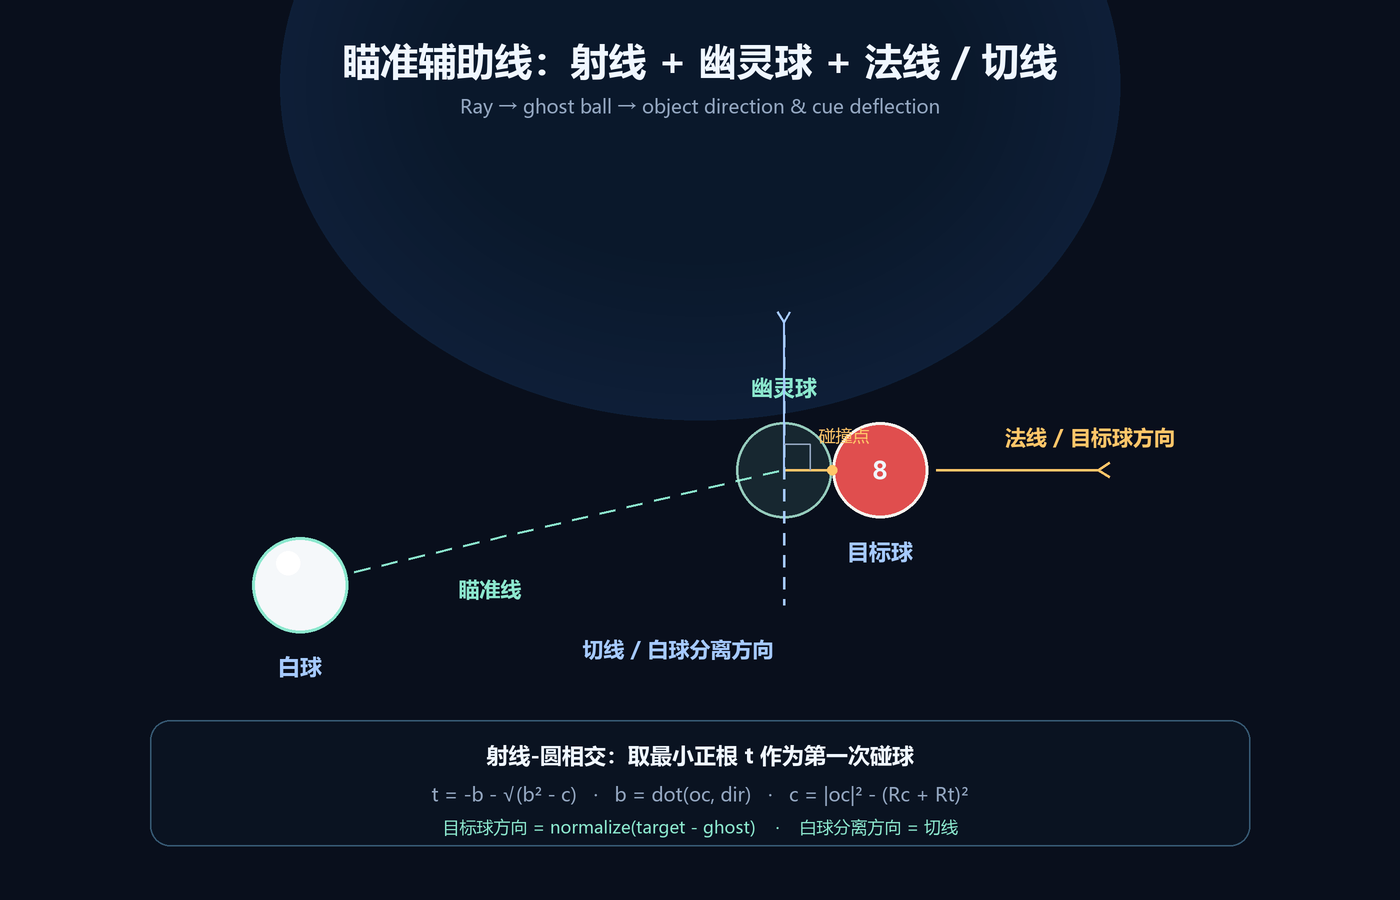 瞄准辅助线：射线 + 幽灵球 + 法线 / 切线
Ray → ghost ball → object direction & cue deflection
幽灵球
碰撞点
法线 / 目标球方向
8
目标球
瞄准线
切线 / 白球分离方向
白球
射线-圆相交：取最小正根 t 作为第一次碰球
t = -b - √(b² - c) · b = dot(oc, dir) · c = |oc|² - (Rc + Rt)²
目标球方向 = normalize(target - ghost) · 白球分离方向 = 切线